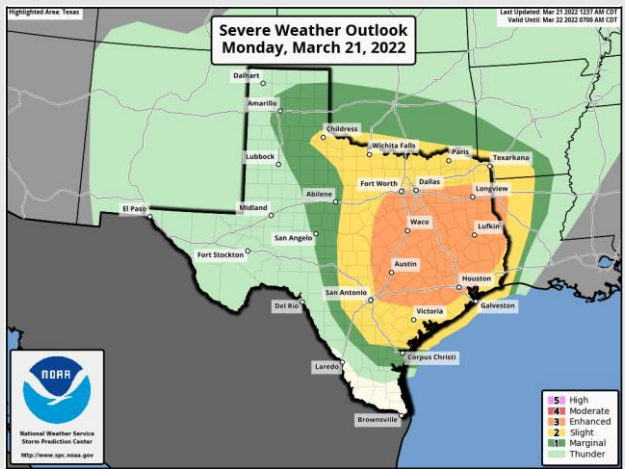 Highlighted Area: Texas
Severe Weather Outlook
Monday, March 21, 2022
Last Updated: Mar 21 2022 1237 AM CDT
Valid Until: Mar 22 2022 0700 AM CDT
Dalhart
Amarillo
Childress
Wichita Falls
Paris
Texarkana
Lubbock
Fort Worth
Dallas
Longview
Abilene
El Paso
Midland
Waco
Lufkin
San Angelo
Fort Stockton
Austin
Houston
San Antonio
Del Rio
Galveston
Victoria
Corpus Christi
Laredo
Brownsville
NOAA
National Weather Service
Storm Prediction Center
http://www.spc.noaa.gov
5 High
4 Moderate
3 Enhanced
2 Slight
1 Marginal
Thunder